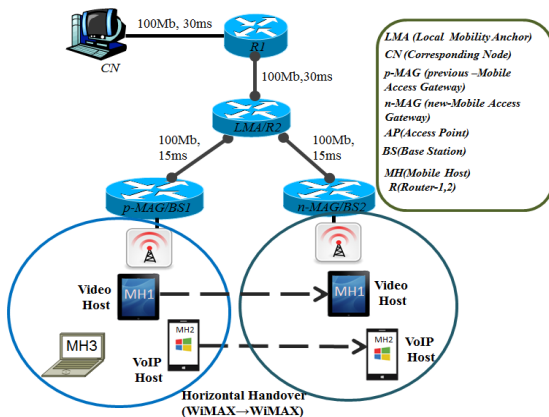 100Mb, 30ms
CN
R1
100Mb,30ms
LMA/R2
100Mb,
15ms
100Mb,
15ms
p-MAG/BS1
n-MAG/BS2
Video
Host
MH1
MH1
Video
Host
MH3
VoIP
Host
MH2
MH2
VoIP
Host
Horizontal Handover
(WiMAX→WiMAX)
LMA (Local Mobility Anchor)
CN (Corresponding Node)
p-MAG (previous –Mobile
Access Gateway)
n-MAG (new-Mobile Access
Gateway)
AP(Access Point)
BS(Base Station)
MH(Mobile Host)
R(Router-1,2)